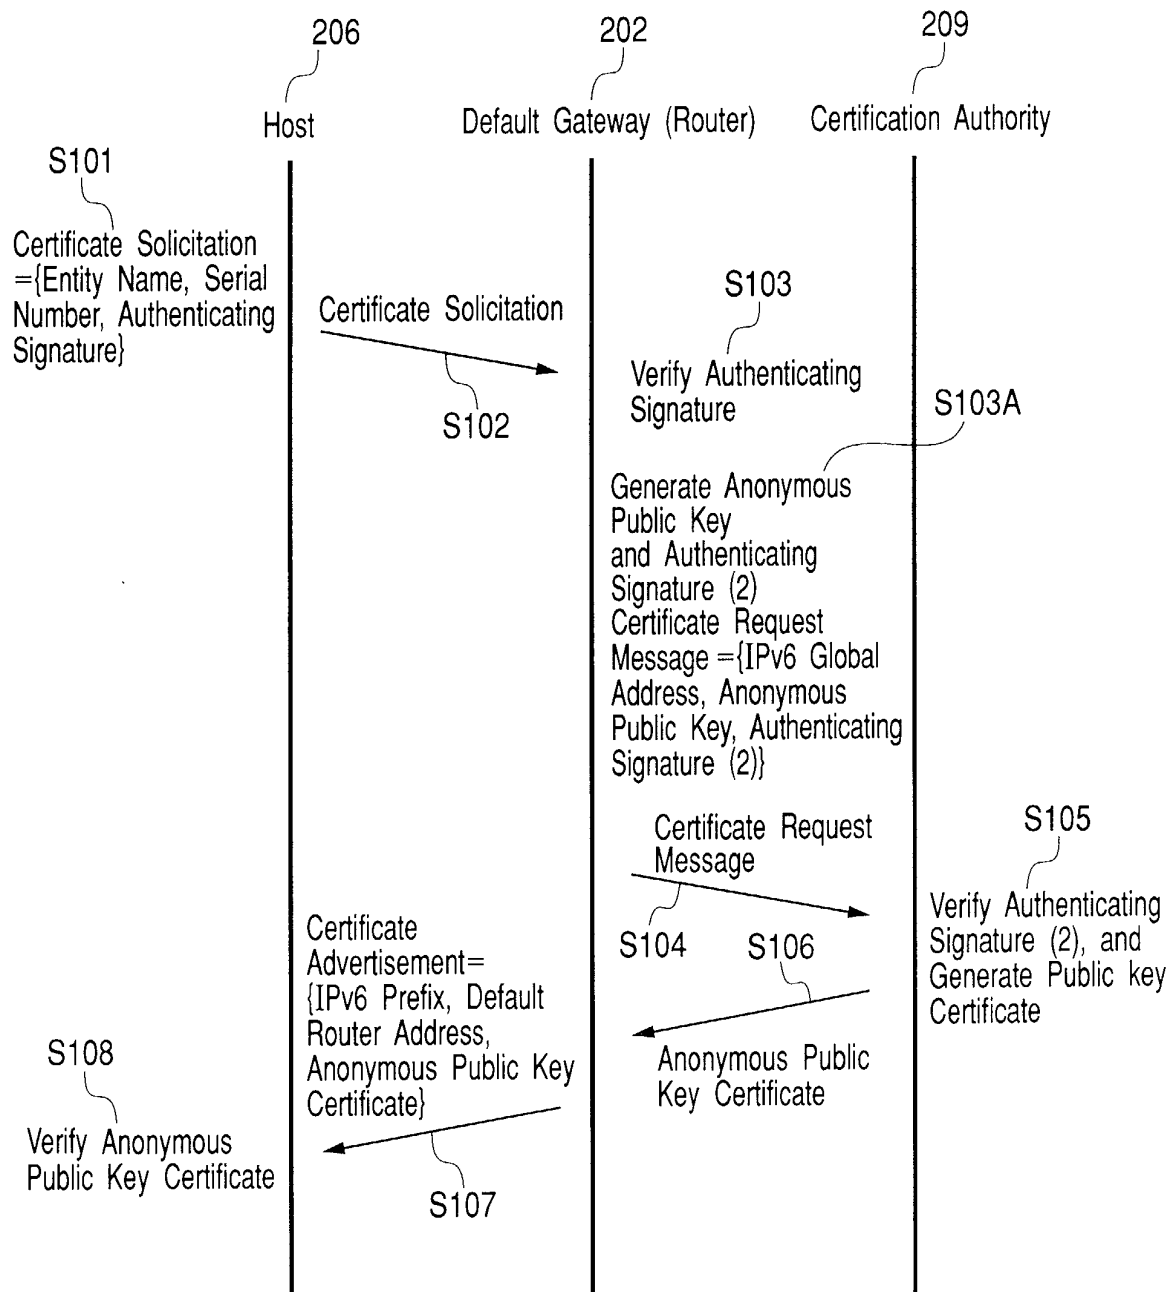 206
202
209
Host
Default Gateway (Router)
Certification Authority
S101
Certificate Solicitation
={Entity Name, Serial
Number, Authenticating
Signature}
Certificate Solicitation
S102
S103
Verify Authenticating
Signature
S103A
Generate Anonymous
Public Key
and Authenticating
Signature (2)
Certificate Request
Message={IPv6 Global
Address, Anonymous
Public Key, Authenticating
Signature (2)}
Certificate Request
Message
S104
S105
Verify Authenticating
Signature (2), and
Generate Public key
Certificate
S106
Anonymous Public
Key Certificate
Certificate
Advertisement=
{IPv6 Prefix, Default
Router Address,
Anonymous Public Key
Certificate}
S107
S108
Verify Anonymous
Public Key Certificate